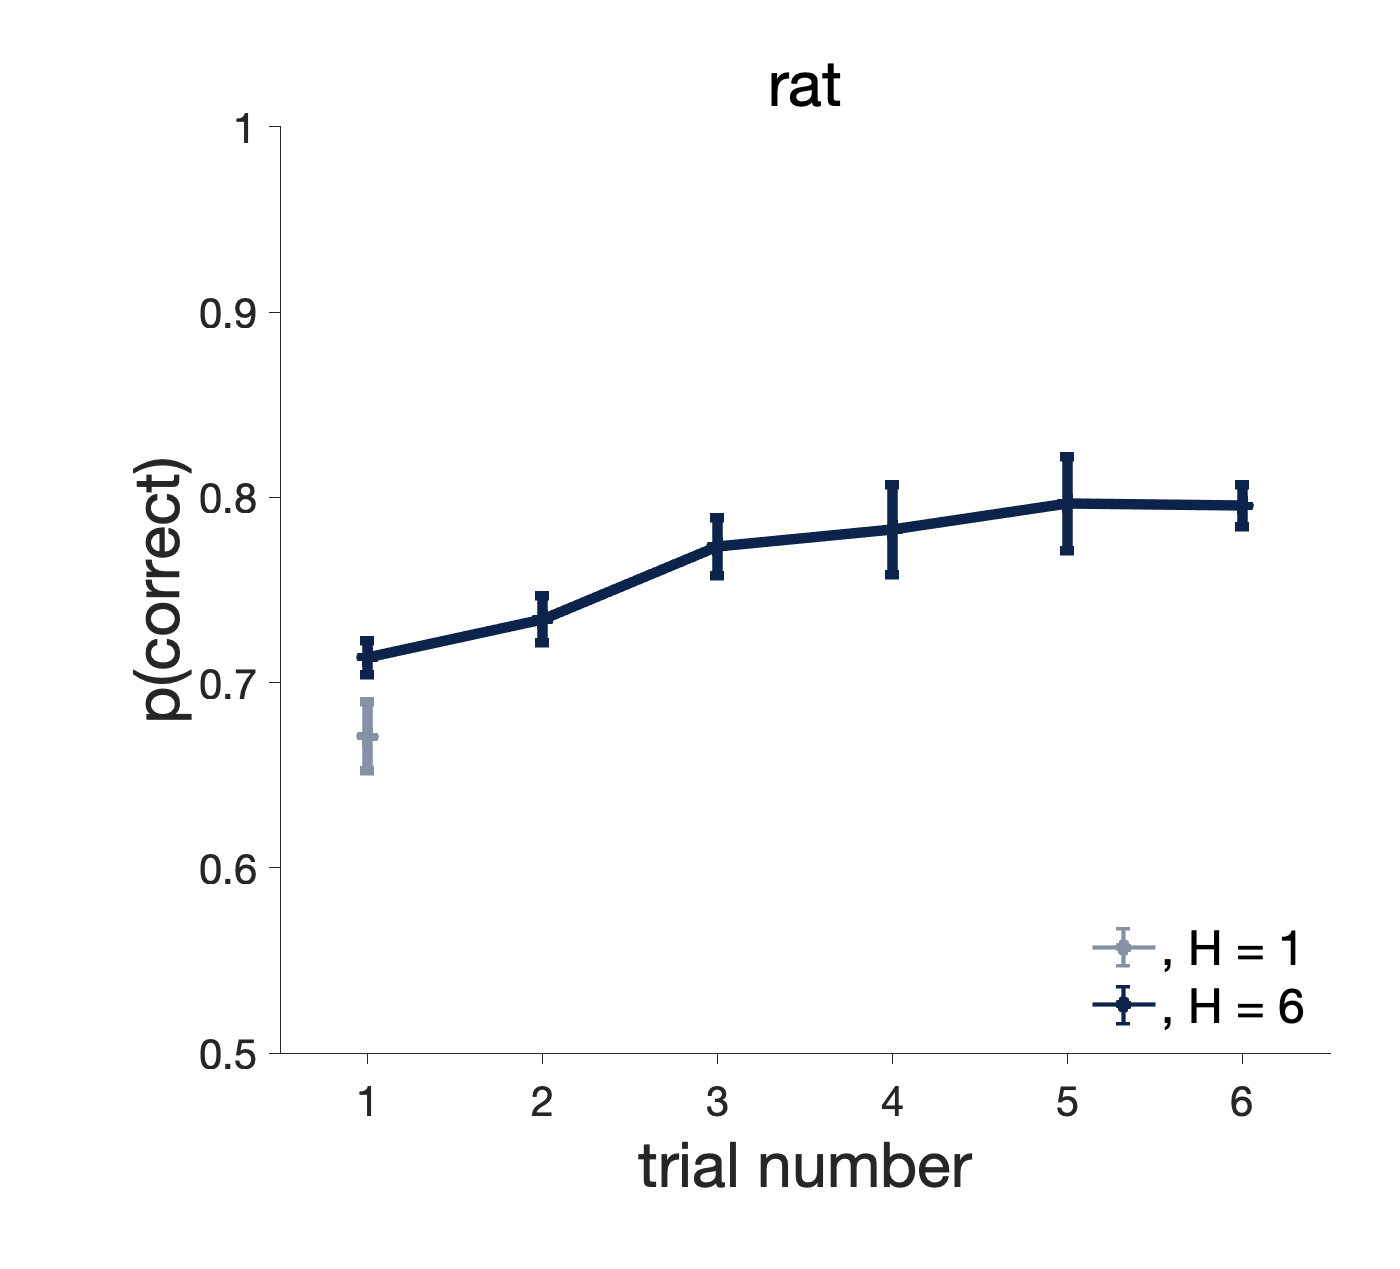 rat
1
0.9
0.8
0.7
0.6
0.5
p(correct)
, H = 1
, H = 6
1 2 3 4 5 6
trial number